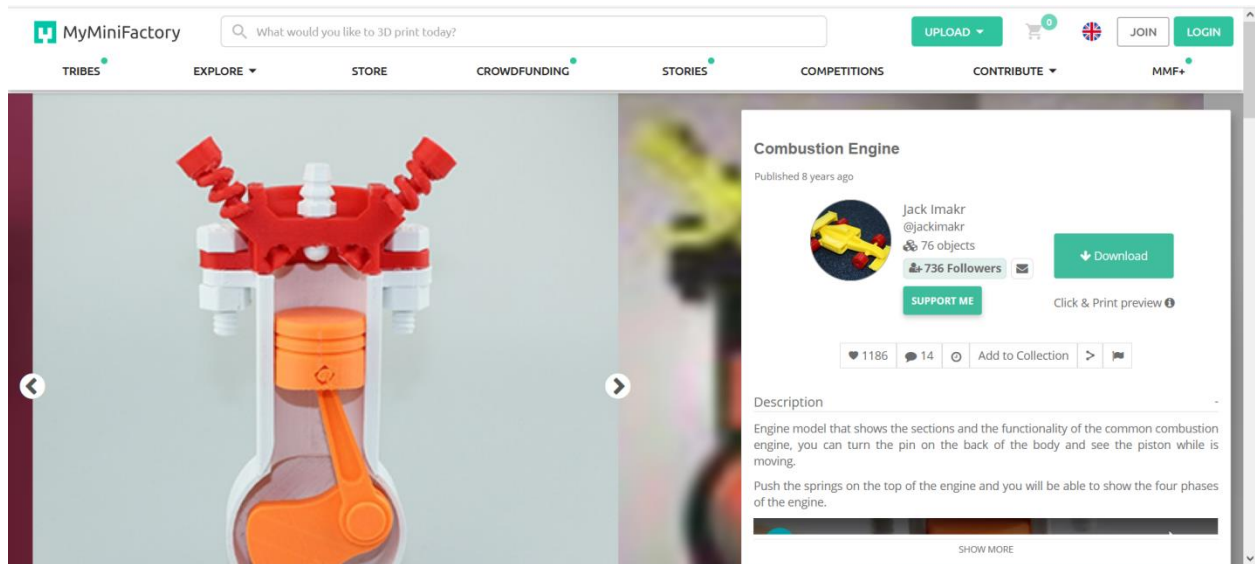 MyMiniFactory
What would you like to 3D print today?
UPLOAD
0
JOIN
LOGIN
TRIBES
EXPLORE
STORE
CROWDFUNDING
STORIES
COMPETITIONS
CONTRIBUTE
MMF+
Combustion Engine
Published 8 years ago
Jack Imakr
@jackimakr
76 objects
736 Followers
SUPPORT ME
Download
Click & Print preview
1186
14
Add to Collection
Description
-
Engine model that shows the sections and the functionality of the common combustion
engine, you can turn the pin on the back of the body and see the piston while is
moving.
Push the springs on the top of the engine and you will be able to show the four phases
of the engine.
SHOW MORE